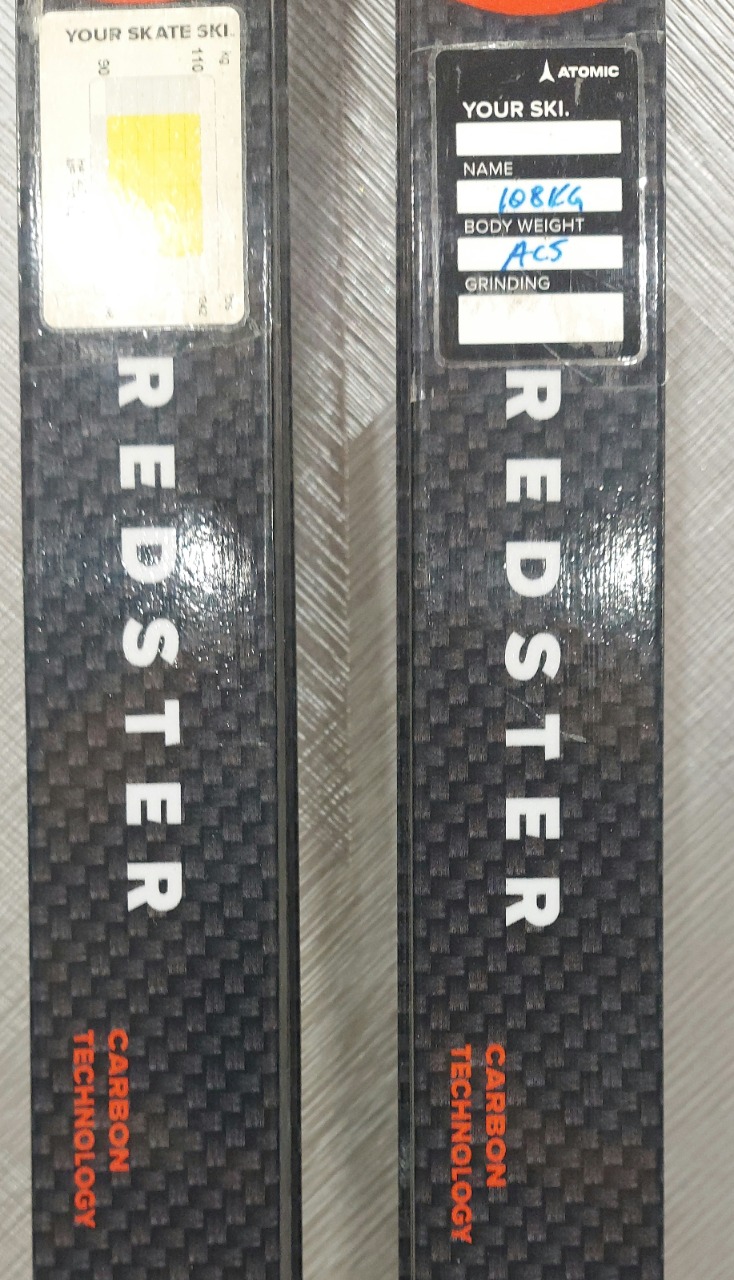 YOUR SKATE SKI.
kg
90
110
REDSTER
CARBON
TECHNOLOGY
ATOMIC
YOUR SKI.
NAME
108KG
BODY WEIGHT
ACS
GRINDING
REDSTER
CARBON
TECHNOLOGY